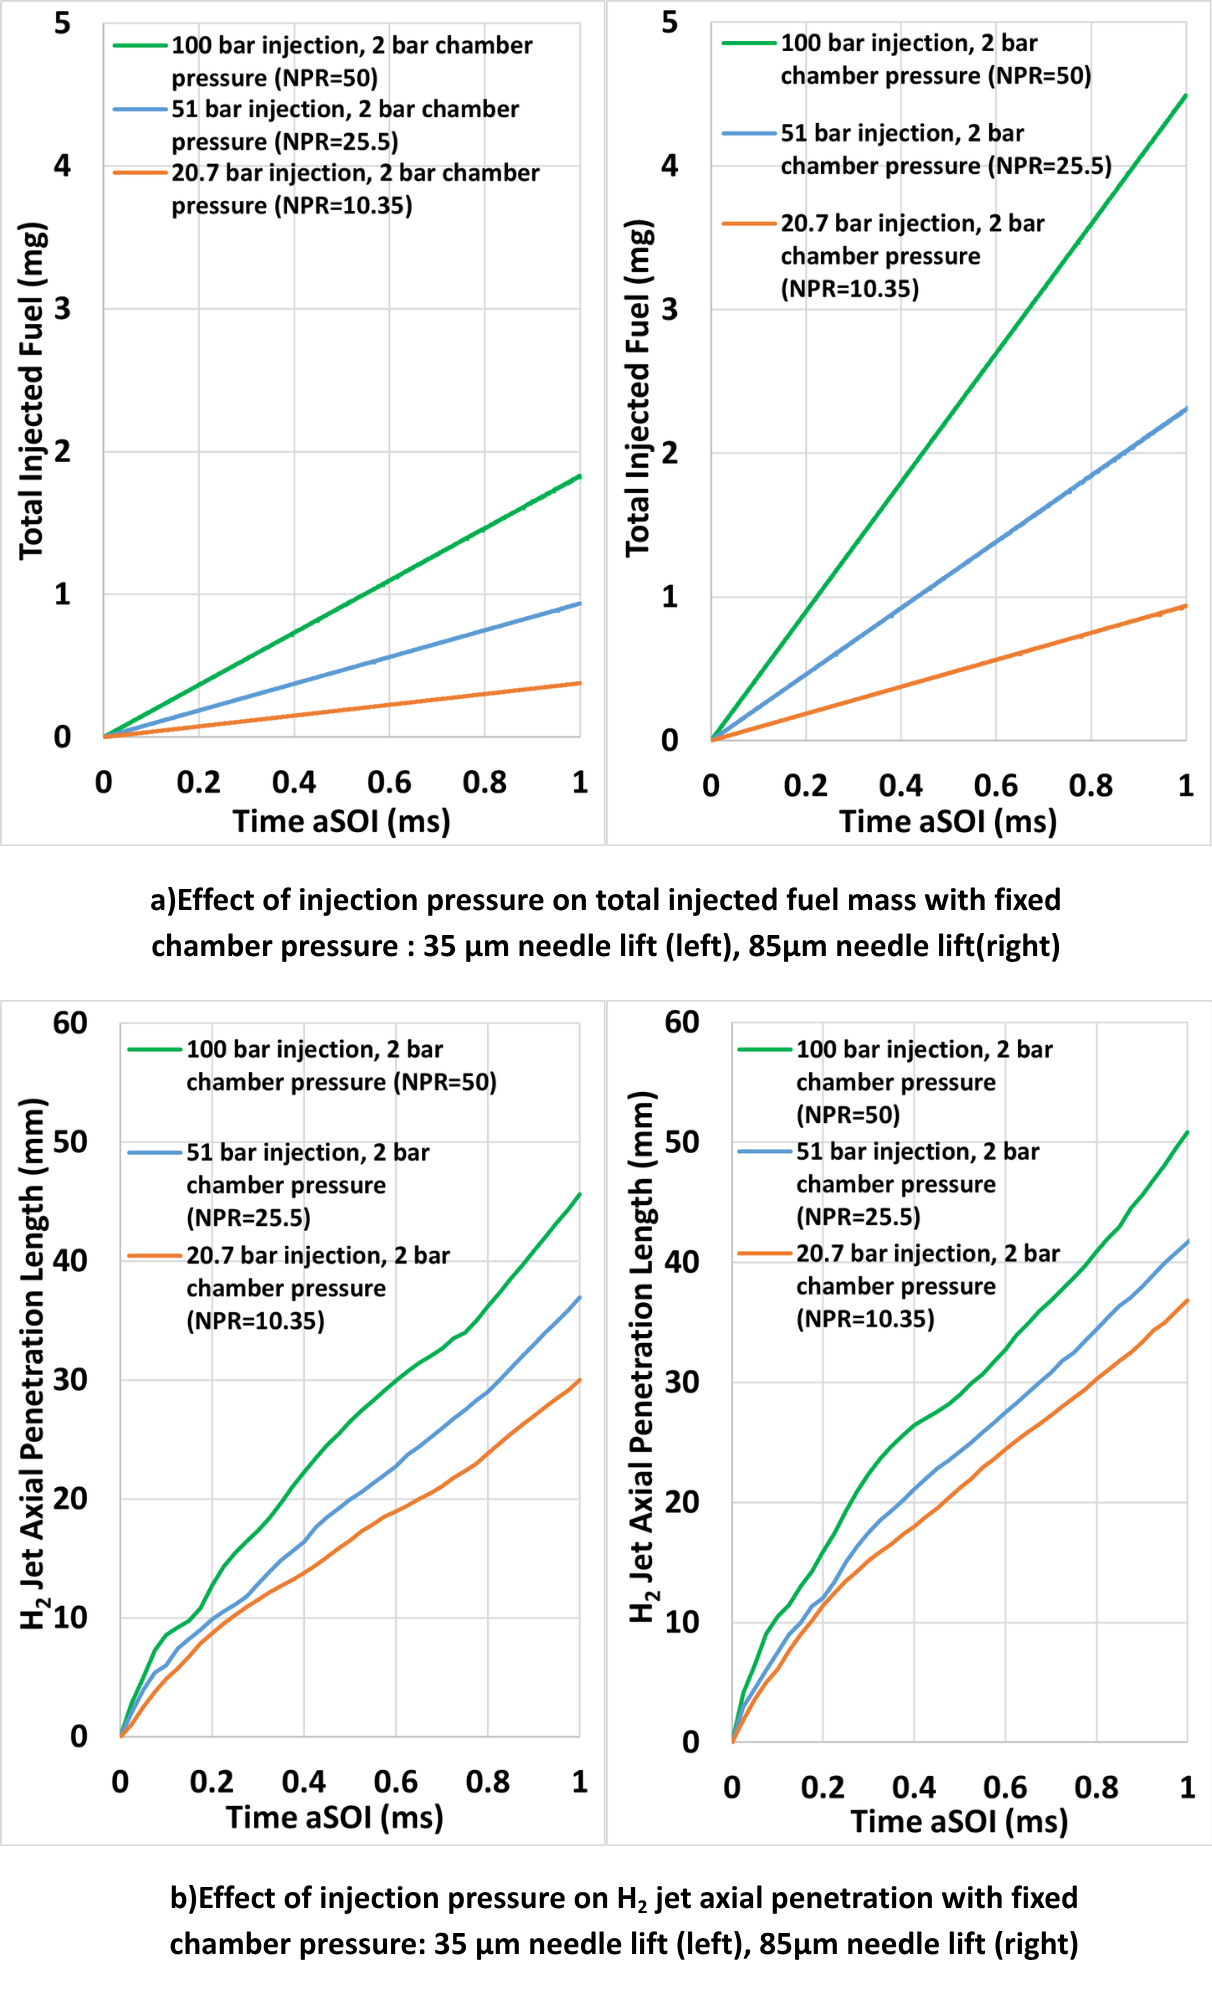 5
4
3
2
1
0
Total Injected Fuel (mg)
100 bar injection, 2 bar chamber
pressure (NPR=50)
51 bar injection, 2 bar chamber
pressure (NPR=25.5)
20.7 bar injection, 2 bar chamber
pressure (NPR=10.35)
0 0.2 0.4 0.6 0.8 1
Time aSOI (ms)
5
4
3
2
1
0
Total Injected Fuel (mg)
100 bar injection, 2 bar
chamber pressure (NPR=50)
51 bar injection, 2 bar
chamber pressure (NPR=25.5)
20.7 bar injection, 2 bar
chamber pressure
(NPR=10.35)
0 0.2 0.4 0.6 0.8 1
Time aSOI (ms)
a)Effect of injection pressure on total injected fuel mass with fixed
chamber pressure : 35 µm needle lift (left), 85µm needle lift(right)
60
50
40
30
20
10
0
H₂ Jet Axial Penetration Length (mm)
100 bar injection, 2 bar
chamber pressure (NPR=50)
51 bar injection, 2 bar
chamber pressure
(NPR=25.5)
20.7 bar injection, 2 bar
chamber pressure
(NPR=10.35)
0 0.2 0.4 0.6 0.8 1
Time aSOI (ms)
60
50
40
30
20
10
0
H₂ Jet Axial Penetration Length (mm)
100 bar injection, 2 bar
chamber pressure
(NPR=50)
51 bar injection, 2 bar
chamber pressure
(NPR=25.5)
20.7 bar injection, 2 bar
chamber pressure
(NPR=10.35)
0 0.2 0.4 0.6 0.8 1
Time aSOI (ms)
b)Effect of injection pressure on H₂ jet axial penetration with fixed
chamber pressure: 35 µm needle lift (left), 85µm needle lift (right)